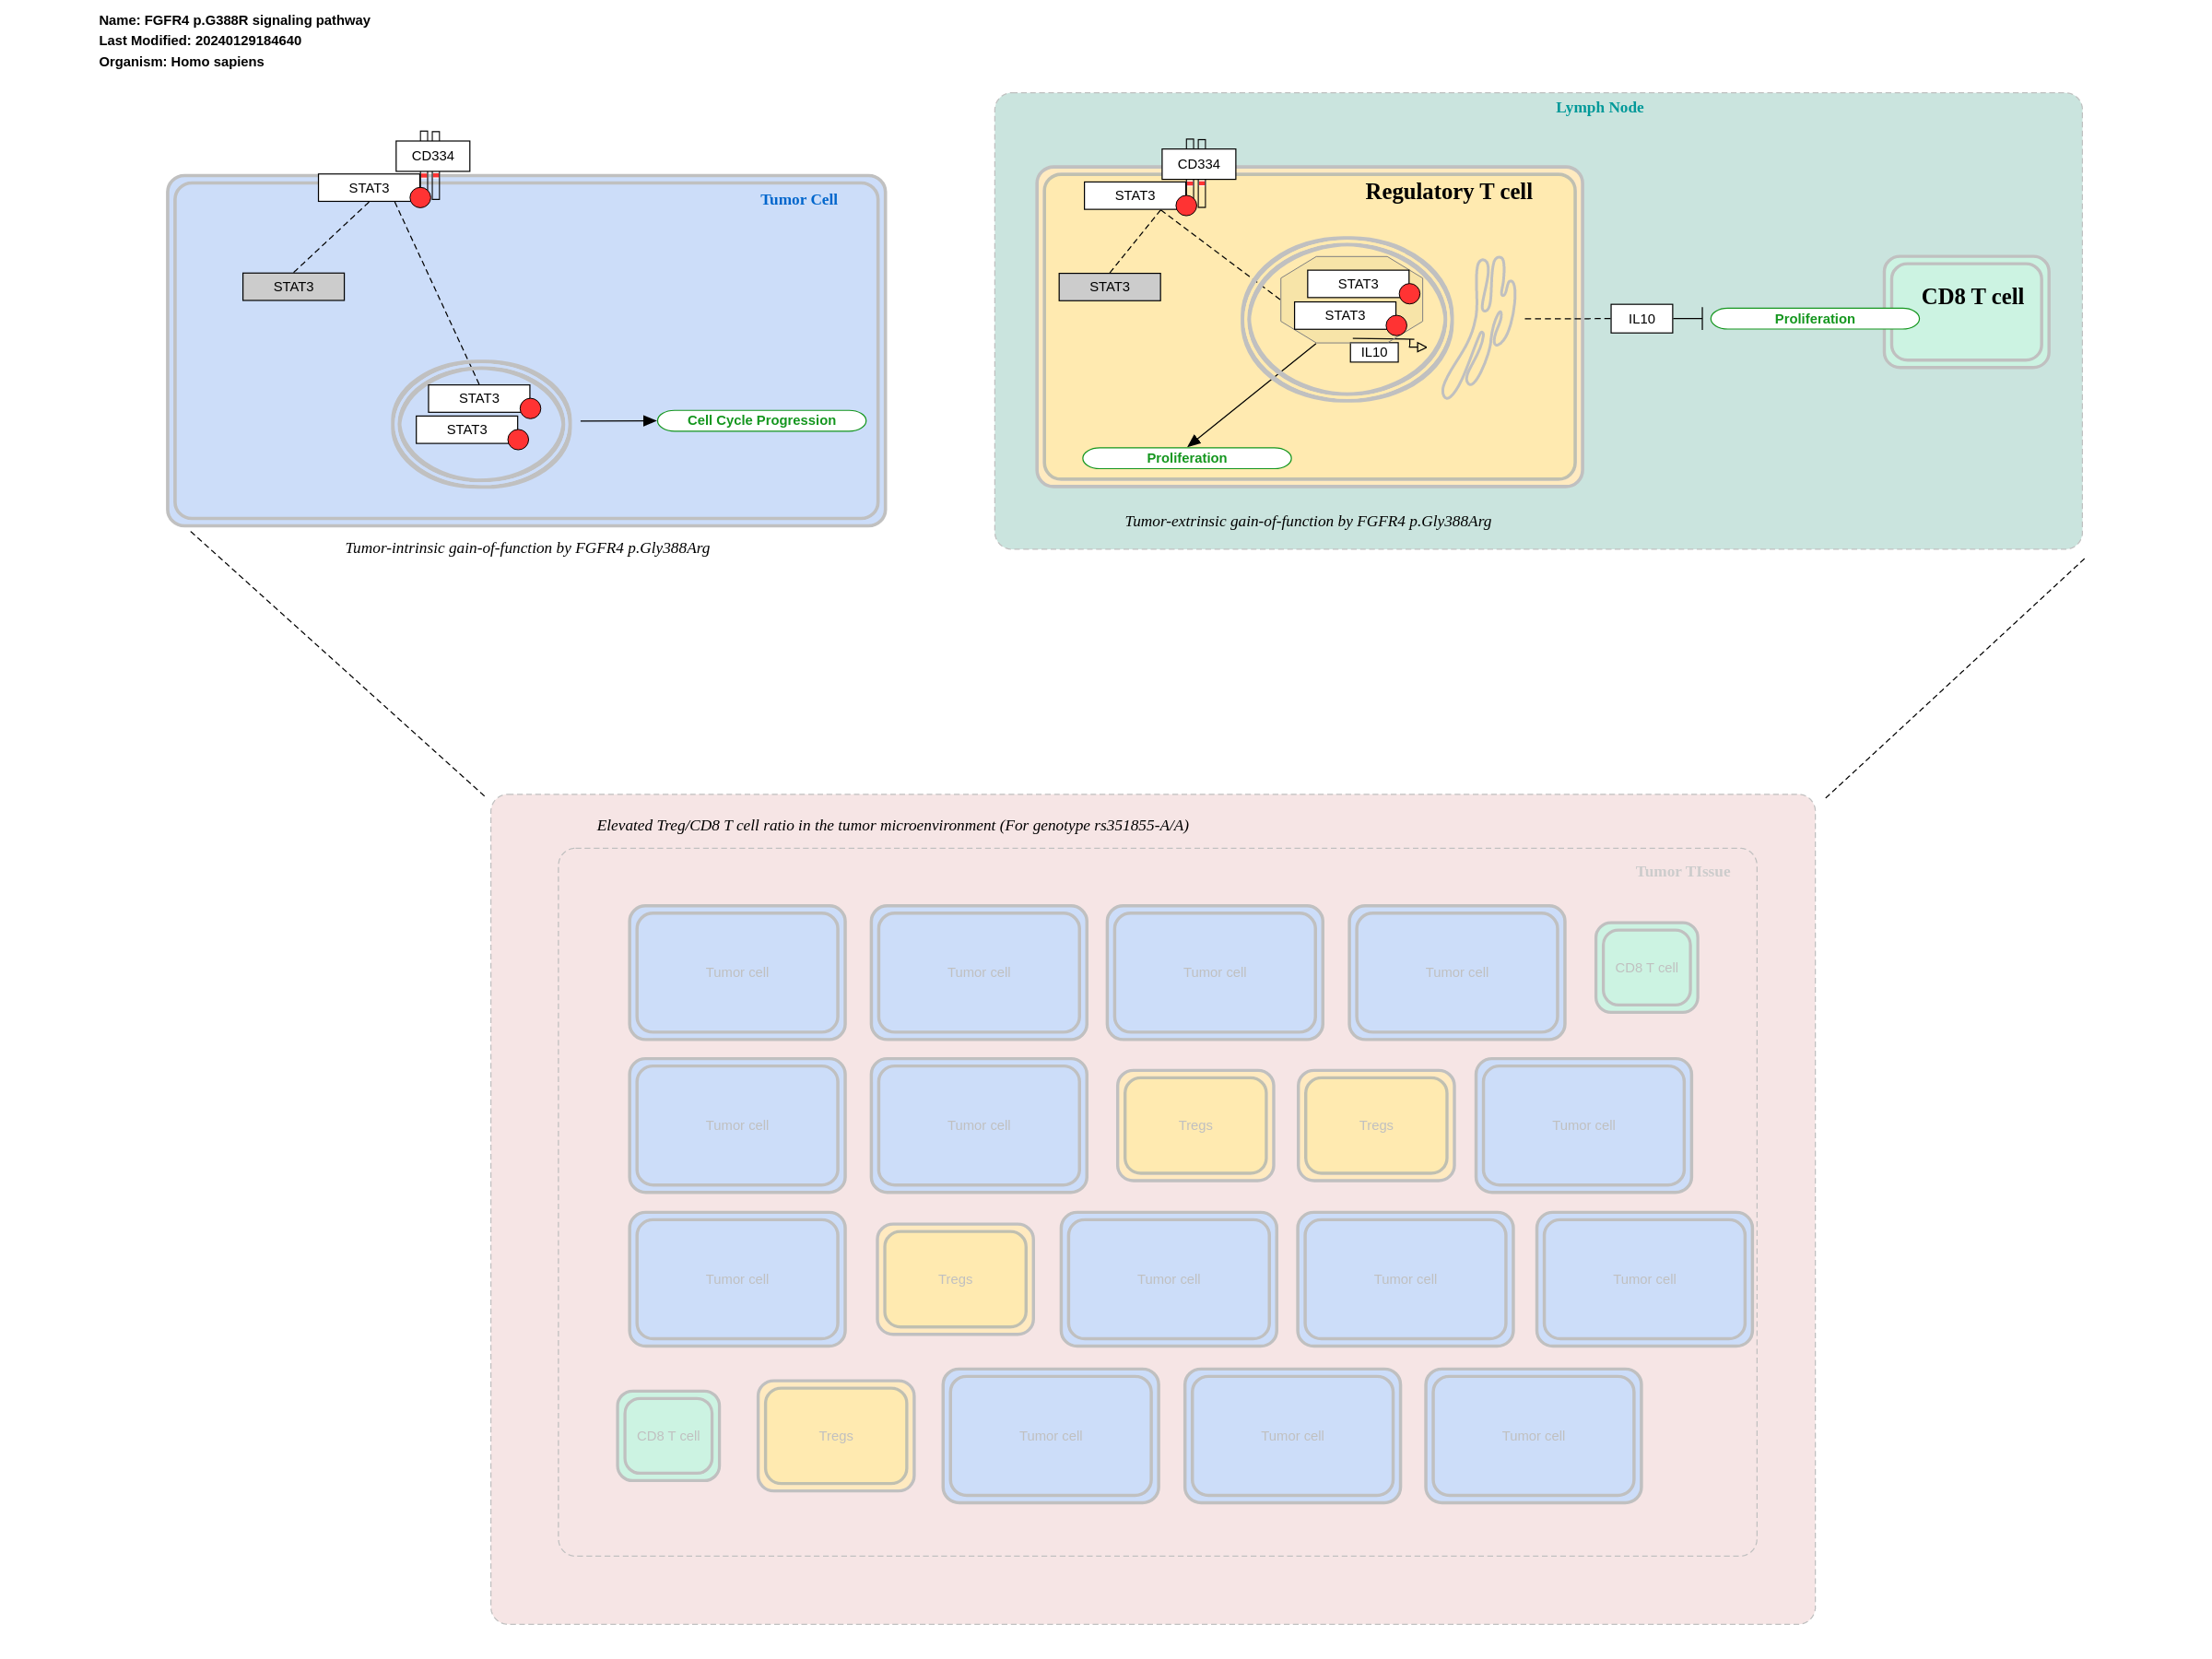 Name: FGFR4 p.G388R signaling pathway
Last Modified: 20240129184640
Organism: Homo sapiens
CD334
STAT3
Tumor Cell
STAT3
STAT3
STAT3
Cell Cycle Progression
Tumor-intrinsic gain-of-function by FGFR4 p.Gly388Arg
Lymph Node
CD334
STAT3
Regulatory T cell
STAT3
STAT3
STAT3
IL10
IL10
Proliferation
CD8 T cell
Proliferation
Tumor-extrinsic gain-of-function by FGFR4 p.Gly388Arg
Elevated Treg/CD8 T cell ratio in the tumor microenvironment (For genotype rs351855-A/A)
Tumor TIssue
Tumor cell
Tumor cell
Tumor cell
Tumor cell
CD8 T cell
Tumor cell
Tumor cell
Tregs
Tregs
Tumor cell
Tumor cell
Tregs
Tumor cell
Tumor cell
Tumor cell
CD8 T cell
Tregs
Tumor cell
Tumor cell
Tumor cell